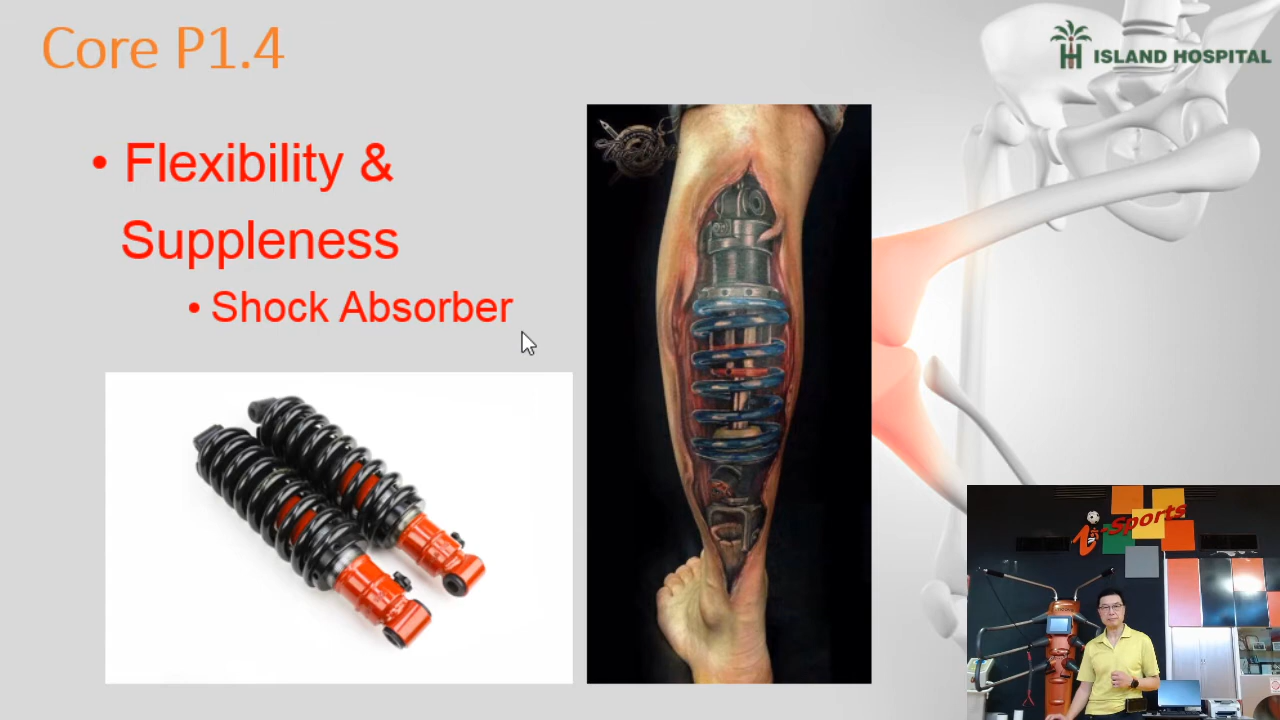 Core P1.4
ISLAND HOSPITAL
• Flexibility &
Suppleness
• Shock Absorber
i-Sports